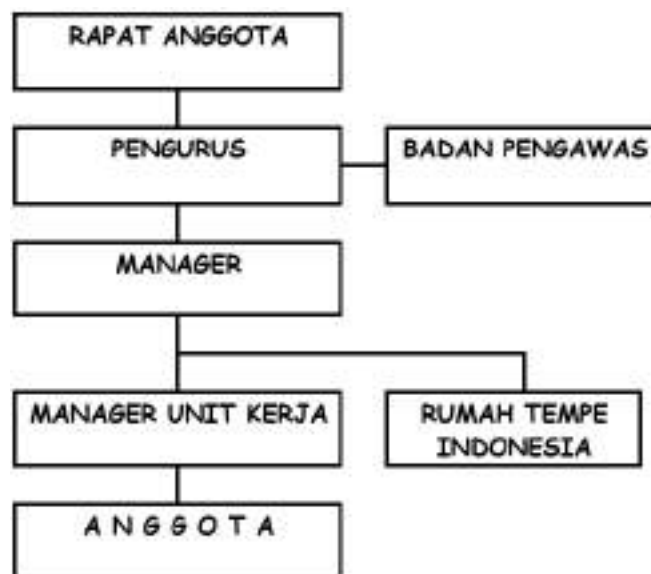 RAPAT ANGGOTA
PENGURUS
BADAN PENGAWAS
MANAGER
MANAGER UNIT KERJA
RUMAH TEMPE
INDONESIA
A N G G O T A